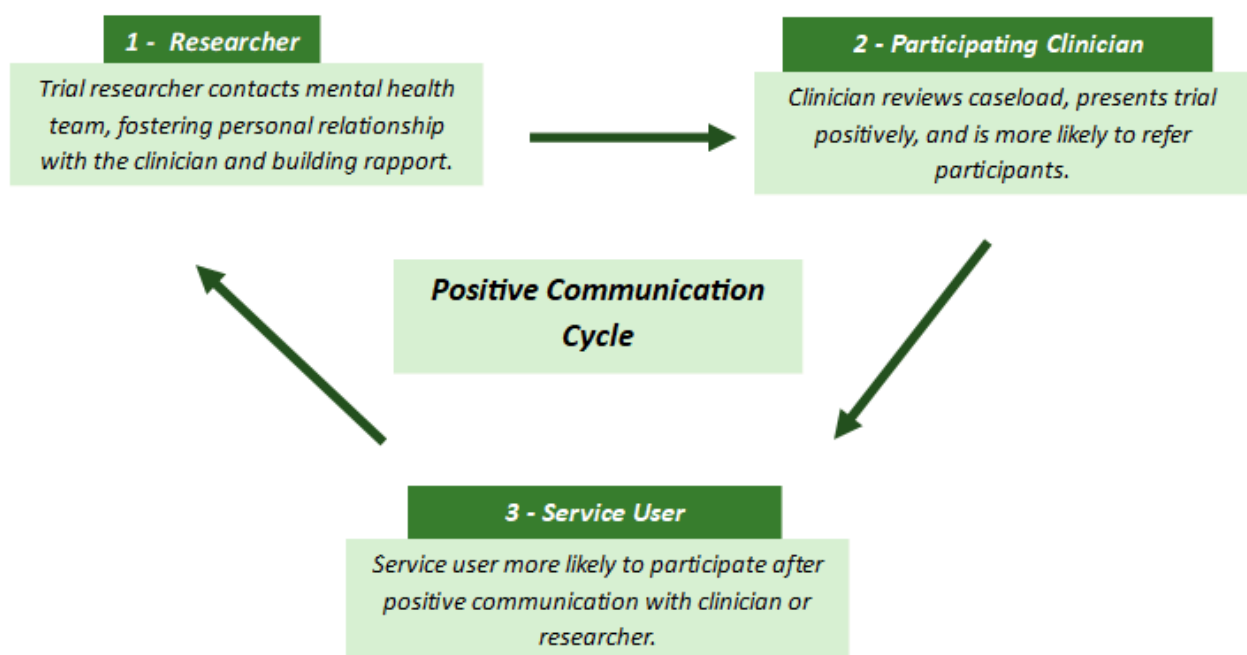 1 - Researcher
Trial researcher contacts mental health
team, fostering personal relationship
with the clinician and building rapport.
2 - Participating Clinician
Clinician reviews caseload, presents trial
positively, and is more likely to refer
participants.
Positive Communication
Cycle
3 - Service User
Service user more likely to participate after
positive communication with clinician or
researcher.